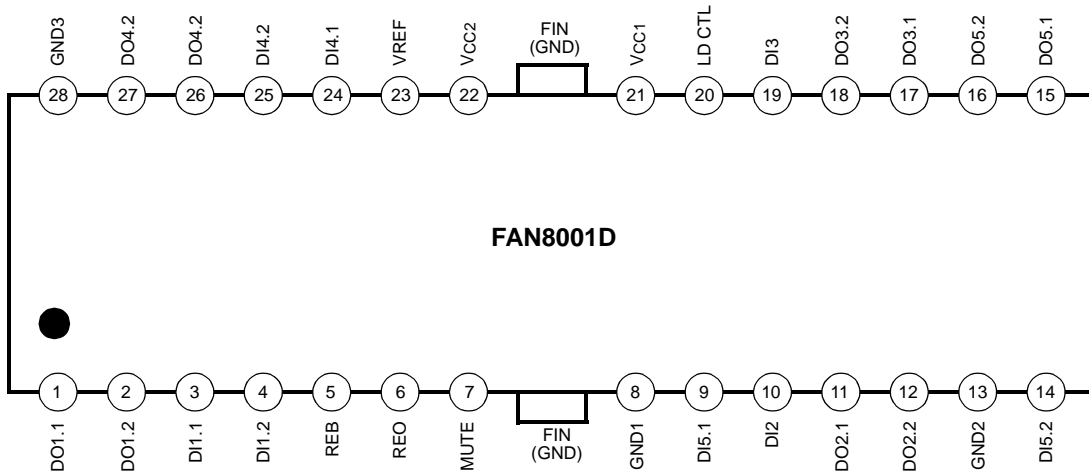 GND3
DO4.2
DO4.2
DI4.2
DI4.1
VREF
VCC2
FIN
(GND)
VCC1
LD CTL
DI3
DO3.2
DO3.1
DO5.2
DO5.1
28
27
26
25
24
23
22
21
20
19
18
17
16
15
FAN8001D
1
2
3
4
5
6
7
8
9
10
11
12
13
14
DO1.1
DO1.2
DI1.1
DI1.2
REB
REO
MUTE
FIN
(GND)
GND1
DI5.1
DI2
DO2.1
DO2.2
GND2
DI5.2